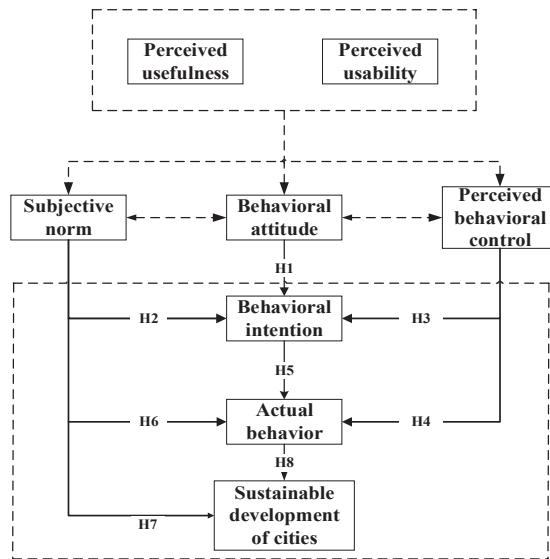 Perceived
usefulness
Perceived
usability
Subjective
norm
Behavioral
attitude
Perceived
behavioral
control
H1
Behavioral
intention
H2
H3
H5
Actual
behavior
H6
H4
H8
Sustainable
development
of cities
H7